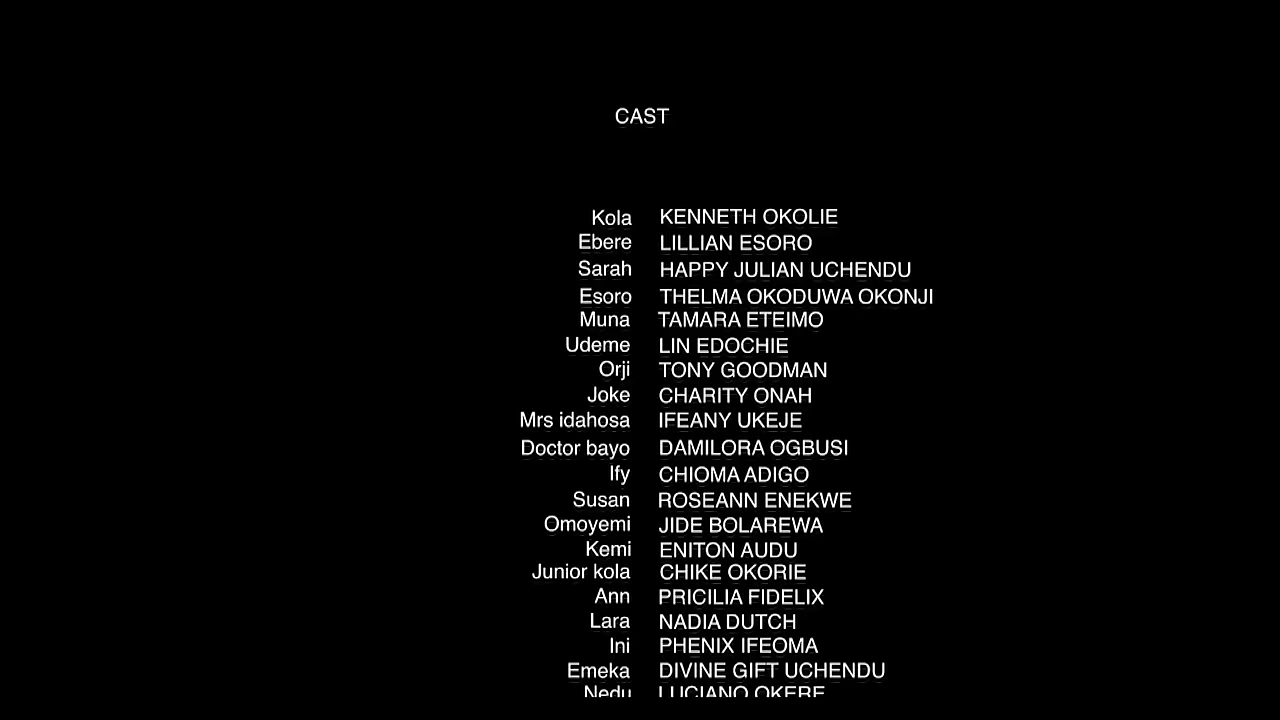 CAST
Kola KENNETH OKOLIE
Ebere LILLIAN ESORO
Sarah HAPPY JULIAN UCHENDU
Esoro THELMA OKODUWA OKONJI
Muna TAMARA ETEIMO
Udeme LIN EDOCHIE
Orji TONY GOODMAN
Joke CHARITY ONAH
Mrs idahosa IFEANY UKEJE
Doctor bayo DAMILORA OGBUSI
Ify CHIOMA ADIGO
Susan ROSEANN ENEKWE
Omoyemi JIDE BOLAREWA
Kemi ENITON AUDU
Junior kola CHIKE OKORIE
Ann PRICILIA FIDELIX
Lara NADIA DUTCH
Ini PHENIX IFEOMA
Emeka DIVINE GIFT UCHENDU
Nedu LUCIANO OKERE